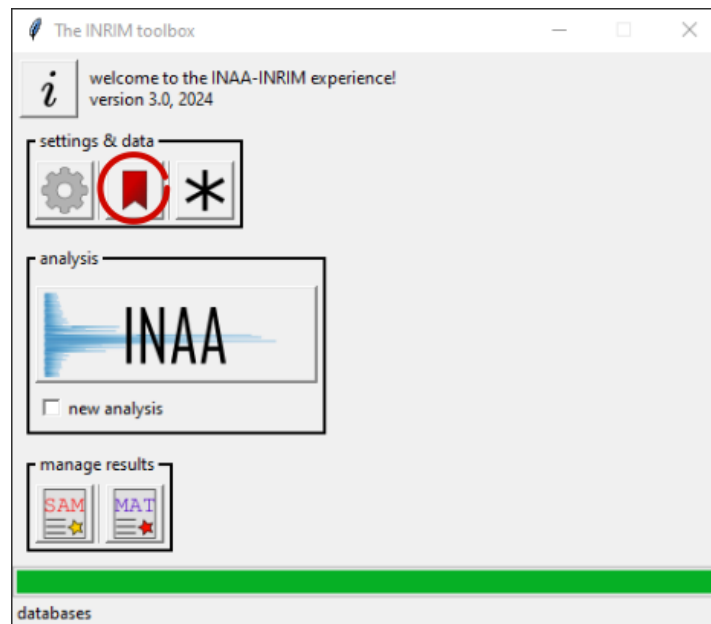 The INRIM toolbox
i
welcome to the INAA-INRIM experience!
version 3.0, 2024
settings & data
analysis
INAA
new analysis
manage results
SAM MAT
databases